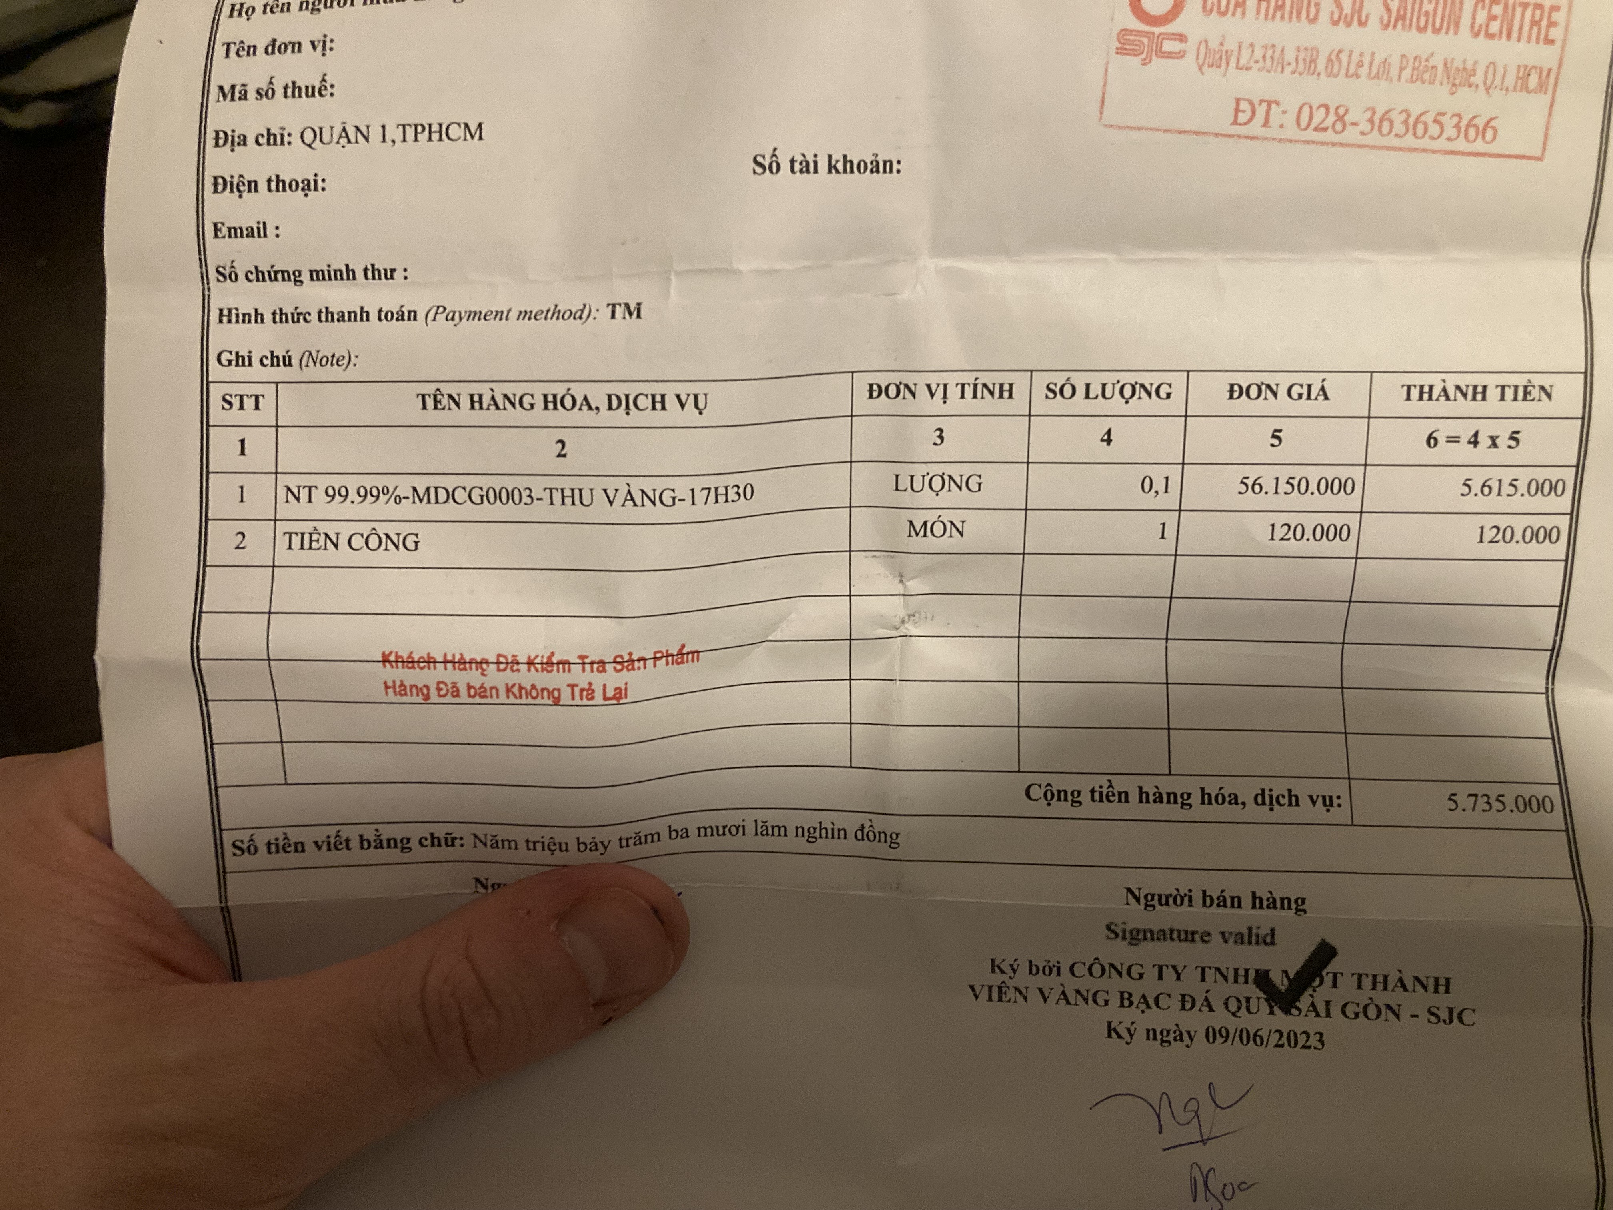 Họ tên người
CỬA HÀNG SJC SAIGON CENTRE
Tên đơn vị:
SJC Quầy L2-33A-33B, 65 Lê Lợi, P.Bến Nghé, Q.1, HCM
Mã số thuế:
ĐT: 028-36365366
Địa chỉ: QUẬN 1,TPHCM
Số tài khoản:
Điện thoại:
Email :
Số chứng minh thư :
Hình thức thanh toán (Payment method): TM
Ghi chú (Note):
STT TÊN HÀNG HÓA, DỊCH VỤ ĐƠN VỊ TÍNH SỐ LƯỢNG ĐƠN GIÁ THÀNH TIỀN
1 2 3 4 5 6 = 4 x 5
1 NT 99.99%-MDCG0003-THU VÀNG-17H30 LƯỢNG 0,1 56.150.000 5.615.000
2 TIỀN CÔNG MÓN 1 120.000 120.000
Khách Hàng Đã Kiểm Tra Sản Phẩm
Hàng Đã bán Không Trả Lại
Cộng tiền hàng hóa, dịch vụ: 5.735.000
Số tiền viết bằng chữ: Năm triệu bảy trăm ba mươi lăm nghìn đồng
Người bán hàng
Signature valid
Ký bởi CÔNG TY TNHH MỘT THÀNH
VIÊN VÀNG BẠC ĐÁ QUÝ SÀI GÒN - SJC
Ký ngày 09/06/2023